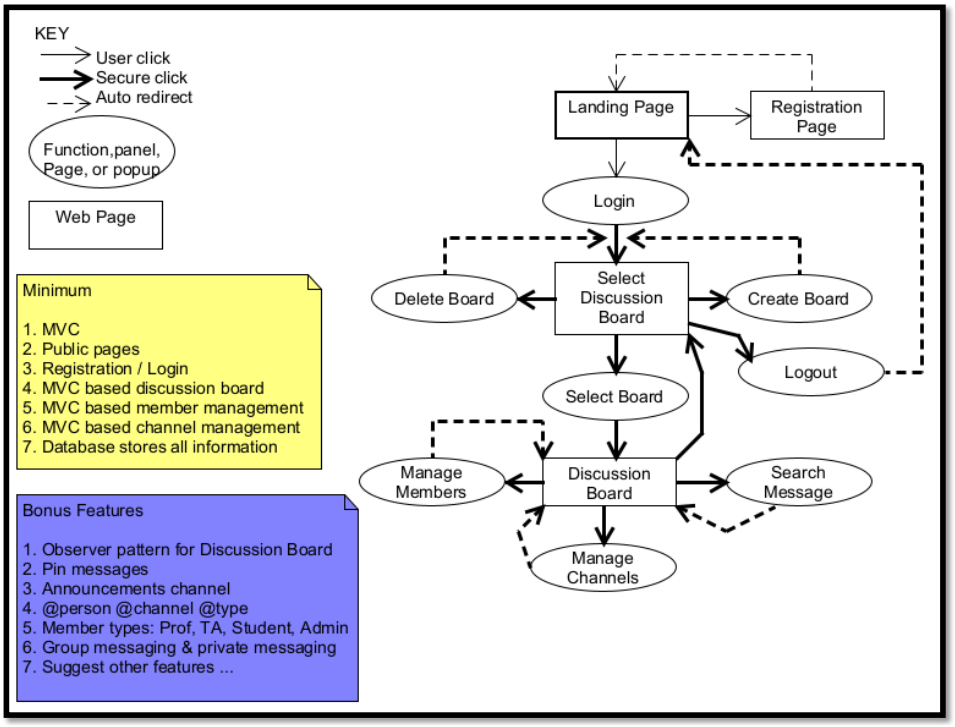 KEY
User click
Secure click
Auto redirect
Function,panel,
Page, or popup
Web Page
Minimum
1. MVC
2. Public pages
3. Registration / Login
4. MVC based discussion board
5. MVC based member management
6. MVC based channel management
7. Database stores all information
Bonus Features
1. Observer pattern for Discussion Board
2. Pin messages
3. Announcements channel
4. @person @channel @type
5. Member types: Prof, TA, Student, Admin
6. Group messaging & private messaging
7. Suggest other features ...
Landing Page
Registration
Page
Login
Delete Board
Select
Discussion
Board
Create Board
Logout
Select Board
Manage
Members
Discussion
Board
Search
Message
Manage
Channels